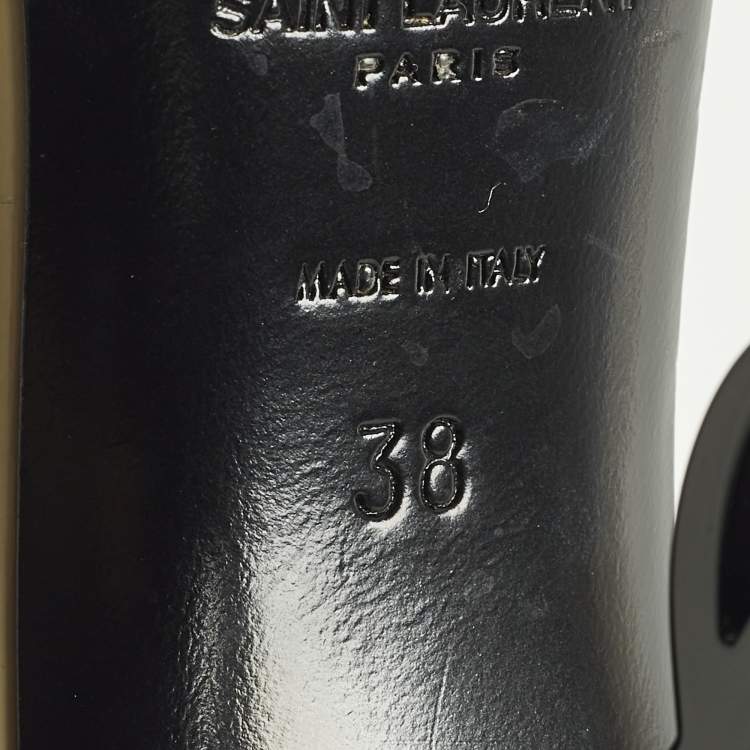 SAINT LAURENT
PARIS
MADE IN ITALY
38